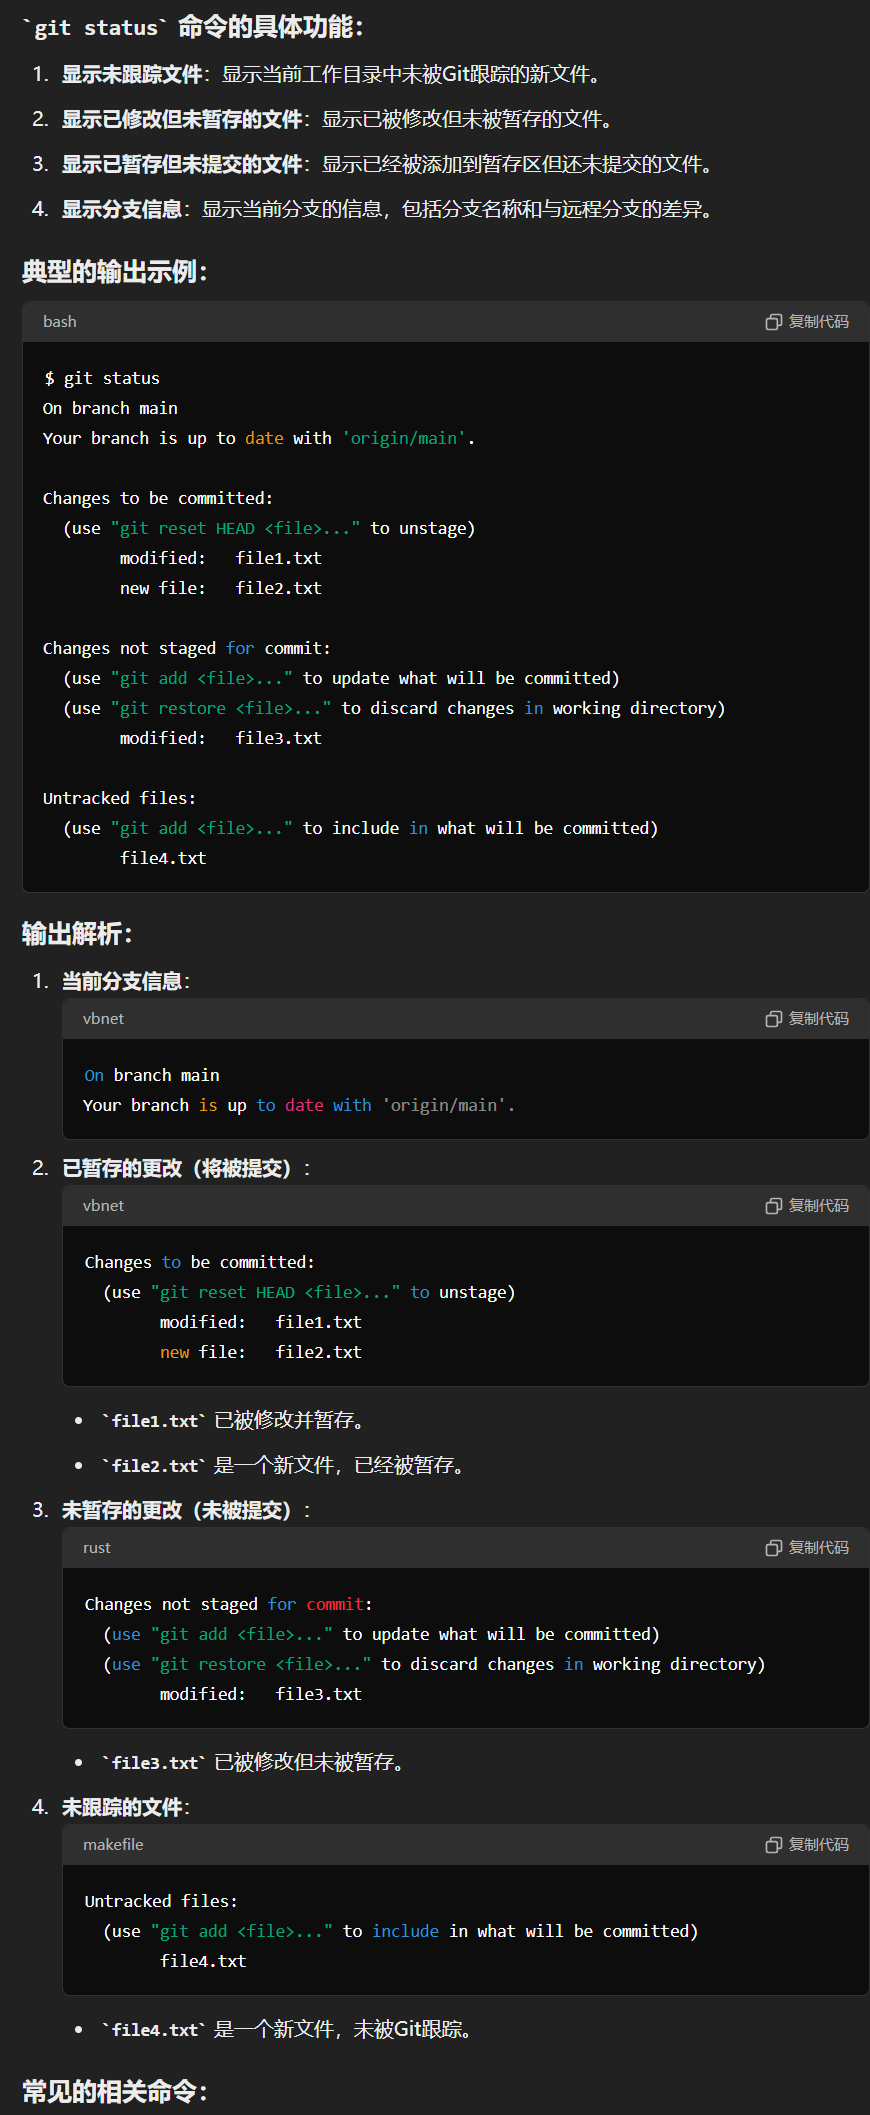 `git status` 命令的具体功能：
1. 显示未跟踪文件：显示当前工作目录中未被Git跟踪的新文件。
2. 显示已修改但未暂存的文件：显示已被修改但未被暂存的文件。
3. 显示已暂存但未提交的文件：显示已经被添加到暂存区但还未提交的文件。
4. 显示分支信息：显示当前分支的信息，包括分支名称和与远程分支的差异。
典型的输出示例：
bash 复制代码
$ git status
On branch main
Your branch is up to date with 'origin/main'.
Changes to be committed:
(use "git reset HEAD <file>..." to unstage)
modified: file1.txt
new file: file2.txt
Changes not staged for commit:
(use "git add <file>..." to update what will be committed)
(use "git restore <file>..." to discard changes in working directory)
modified: file3.txt
Untracked files:
(use "git add <file>..." to include in what will be committed)
file4.txt
输出解析：
1. 当前分支信息：
vbnet 复制代码
On branch main
Your branch is up to date with 'origin/main'.
2. 已暂存的更改（将被提交）：
vbnet 复制代码
Changes to be committed:
(use "git reset HEAD <file>..." to unstage)
modified: file1.txt
new file: file2.txt
• `file1.txt` 已被修改并暂存。
• `file2.txt` 是一个新文件，已经被暂存。
3. 未暂存的更改（未被提交）：
rust 复制代码
Changes not staged for commit:
(use "git add <file>..." to update what will be committed)
(use "git restore <file>..." to discard changes in working directory)
modified: file3.txt
• `file3.txt` 已被修改但未被暂存。
4. 未跟踪的文件：
makefile 复制代码
Untracked files:
(use "git add <file>..." to include in what will be committed)
file4.txt
• `file4.txt` 是一个新文件，未被Git跟踪。
常见的相关命令：